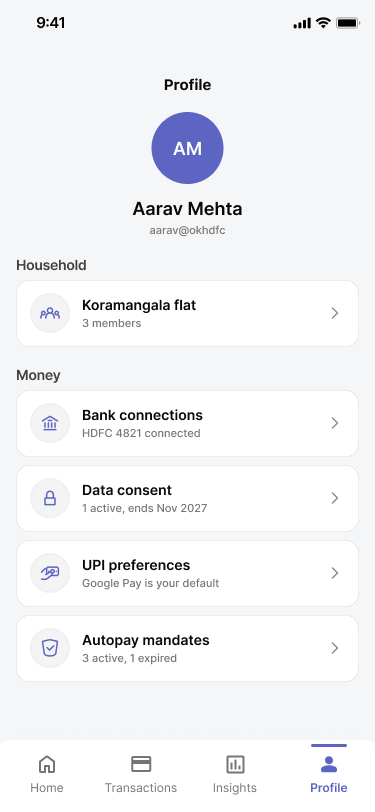 9:41
Profile
AM
Aarav Mehta
aarav@okhdfc
Household
Koramangala flat
3 members
Money
Bank connections
HDFC 4821 connected
Data consent
1 active, ends Nov 2027
UPI preferences
Google Pay is your default
Autopay mandates
3 active, 1 expired
Home
Transactions
Insights
Profile